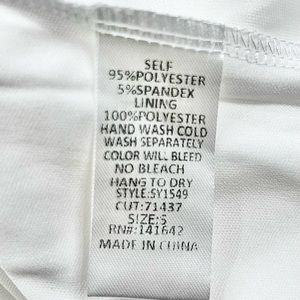 SELF
95%POLYESTER
5%SPANDEX
LINING
100%POLYESTER
HAND WASH COLD
WASH SEPARATELY
COLOR WILL BLEED
NO BLEACH
HANG TO DRY
STYLE:SY1549
CUT:71437
SIZE:S
RN#:141642
MADE IN CHINA